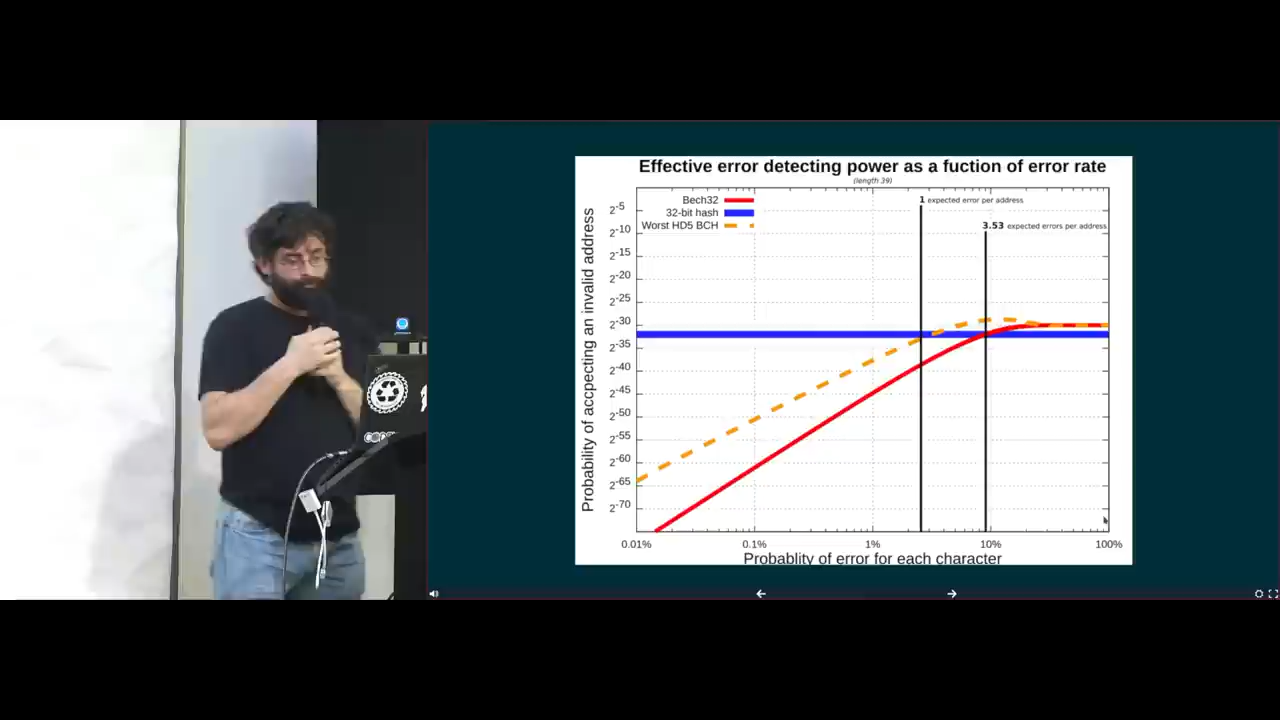 Effective error detecting power as a fuction of error rate
(length 39)
Probability of accpecting an invalid address
2-5
2-10
2-15
2-20
2-25
2-30
2-35
2-40
2-45
2-50
2-55
2-60
2-65
2-70
Bech32
32-bit hash
Worst HD5 BCH
1 expected error per address
3.53 expected errors per address
0.01%
0.1%
1%
10%
100%
Probablity of error for each character